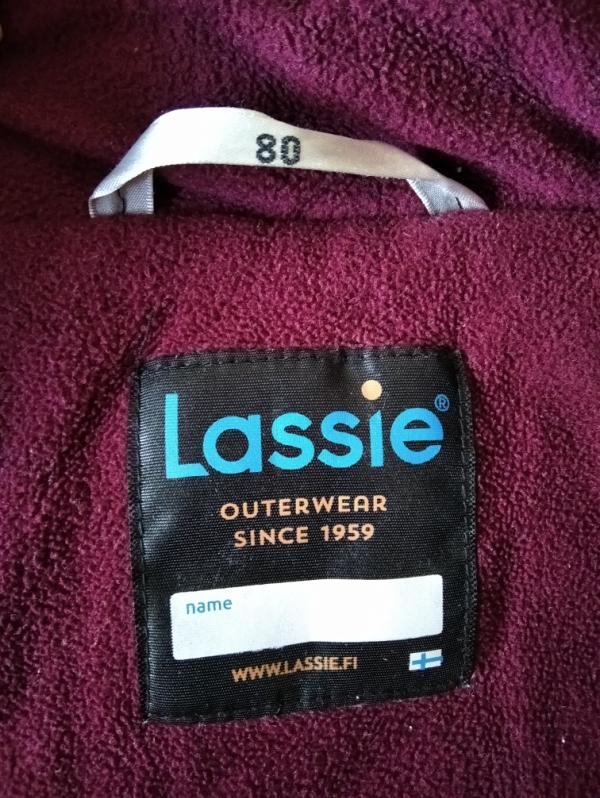 80
Lassie®
OUTERWEAR
SINCE 1959
name
WWW.LASSIE.FI